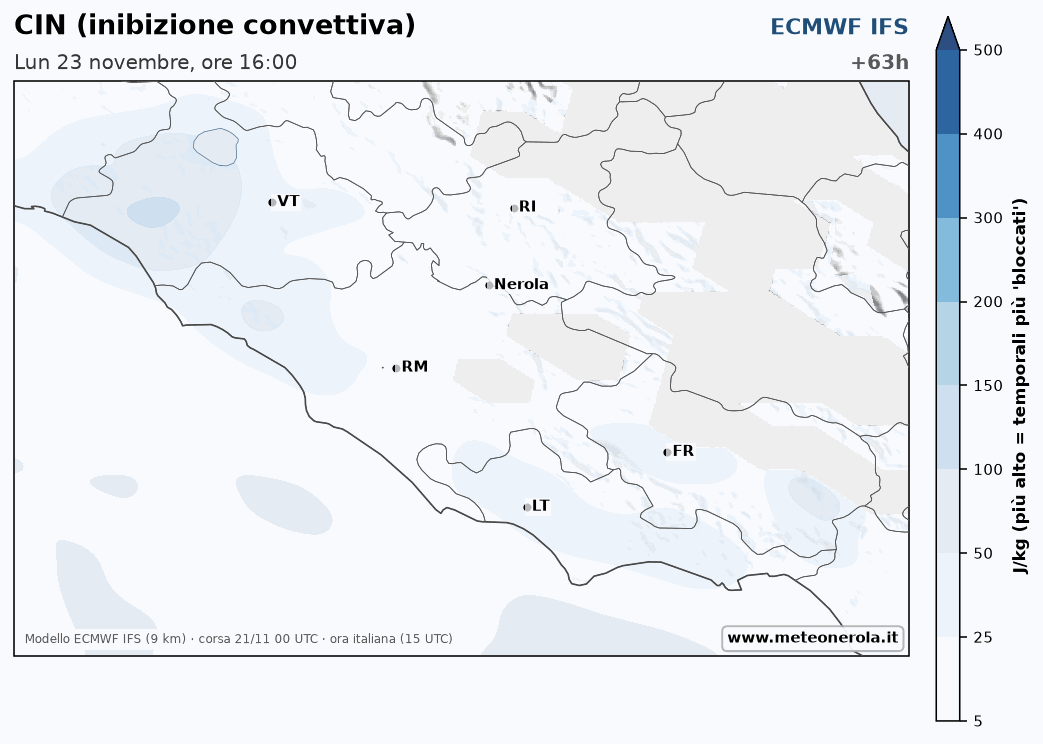 CIN (inibizione convettiva)
ECMWF IFS
Lun 23 novembre, ore 16:00
+63h
VT
RI
Nerola
RM
FR
LT
Modello ECMWF IFS (9 km) · corsa 21/11 00 UTC · ora italiana (15 UTC)
www.meteonerola.it
500
400
300
200
150
100
50
25
5
J/kg (più alto = temporali più 'bloccati')